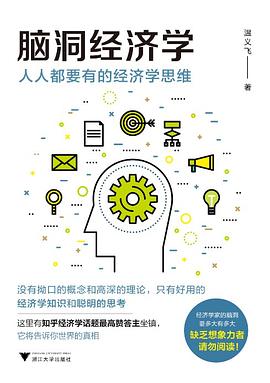 脑洞经济学
人人都要有的经济学思维
温义飞
著
没有拗口的概念和高深的理论，只有好用的
经济学知识和聪明的思考
这里有知乎经济学话题最高赞答主坐镇，
它将告诉你世界的真相
经济学家的脑洞
要多大有多大
缺乏想象力者
请勿阅读！
浙江大学出版社